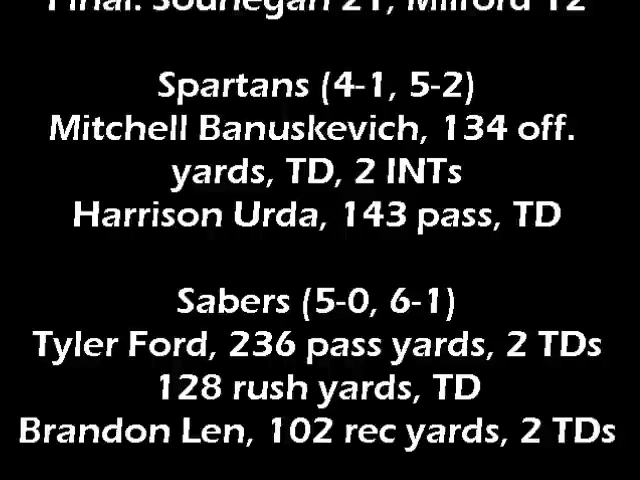 Final: Souhegan 21, Milford 12
Spartans (4-1, 5-2)
Mitchell Banuskevich, 134 off.
yards, TD, 2 INTs
Harrison Urda, 143 pass, TD
Sabers (5-0, 6-1)
Tyler Ford, 236 pass yards, 2 TDs
128 rush yards, TD
Brandon Len, 102 rec yards, 2 TDs